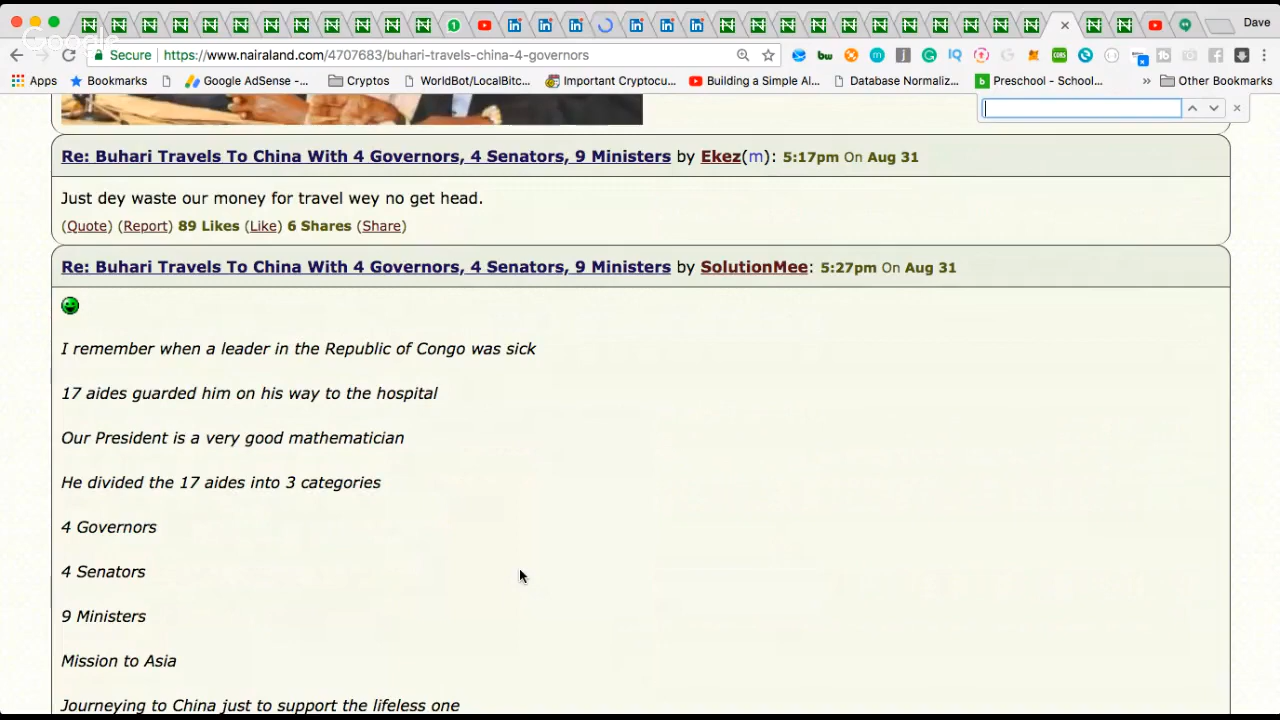 Google
Dave
Secure https://www.nairaland.com/4707683/buhari-travels-china-4-governors
Apps Bookmarks Google AdSense -... Cryptos WordNot/LocalBitc... Important Cryptocu... Building a Simple AI... Database Normaliz... Preschool - School... » Other Bookmarks
Re: Buhari Travels To China With 4 Governors, 4 Senators, 9 Ministers by Ekez(m): 5:17pm On Aug 31
Just dey waste our money for travel wey no get head.
(Quote) (Report) 89 Likes (Like) 6 Shares (Share)
Re: Buhari Travels To China With 4 Governors, 4 Senators, 9 Ministers by SolutionMee: 5:27pm On Aug 31
I remember when a leader in the Republic of Congo was sick
17 aides guarded him on his way to the hospital
Our President is a very good mathematician
He divided the 17 aides into 3 categories
4 Governors
4 Senators
9 Ministers
Mission to Asia
Journeying to China just to support the lifeless one